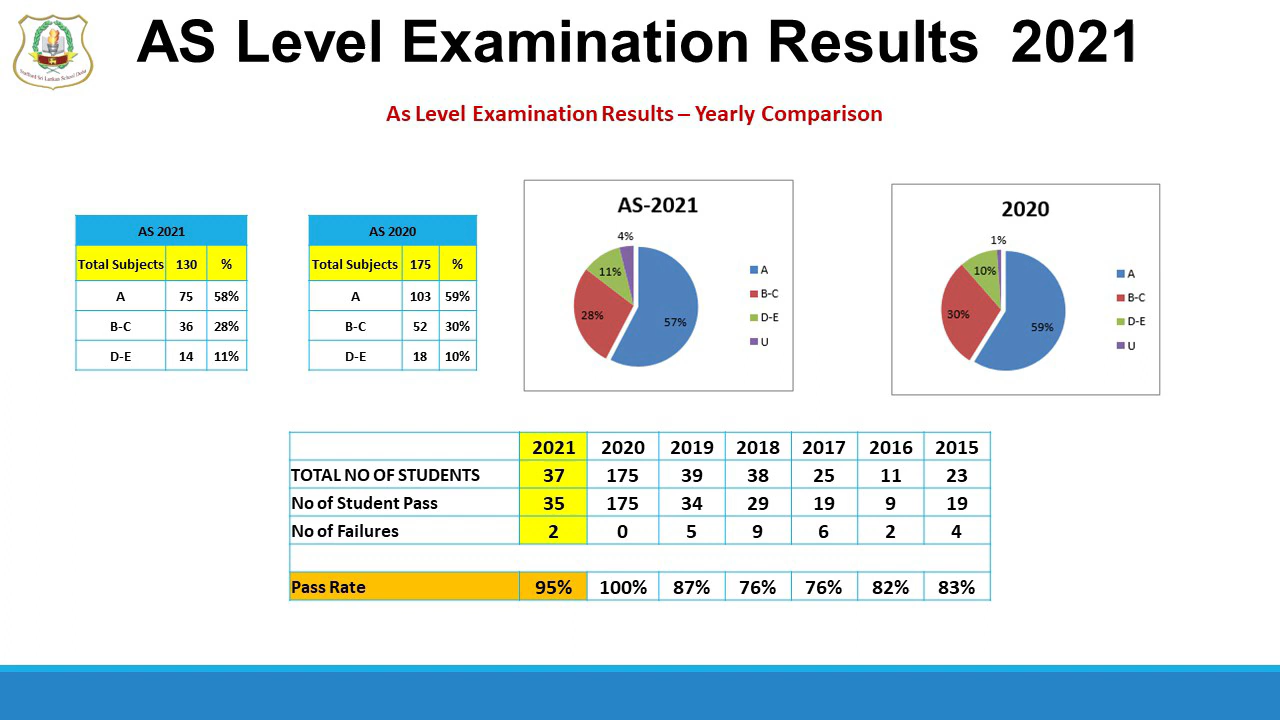 AS Level Examination Results 2021
As Level Examination Results – Yearly Comparison
AS 2021
Total Subjects 130 %
A 75 58%
B-C 36 28%
D-E 14 11%
AS 2020
Total Subjects 175 %
A 103 59%
B-C 52 30%
D-E 18 10%
AS-2021
4%
11%
28%
57%
A
B-C
D-E
U
2020
1%
10%
30%
59%
A
B-C
D-E
U
2021 2020 2019 2018 2017 2016 2015
TOTAL NO OF STUDENTS 37 175 39 38 25 11 23
No of Student Pass 35 175 34 29 19 9 19
No of Failures 2 0 5 9 6 2 4
Pass Rate 95% 100% 87% 76% 76% 82% 83%